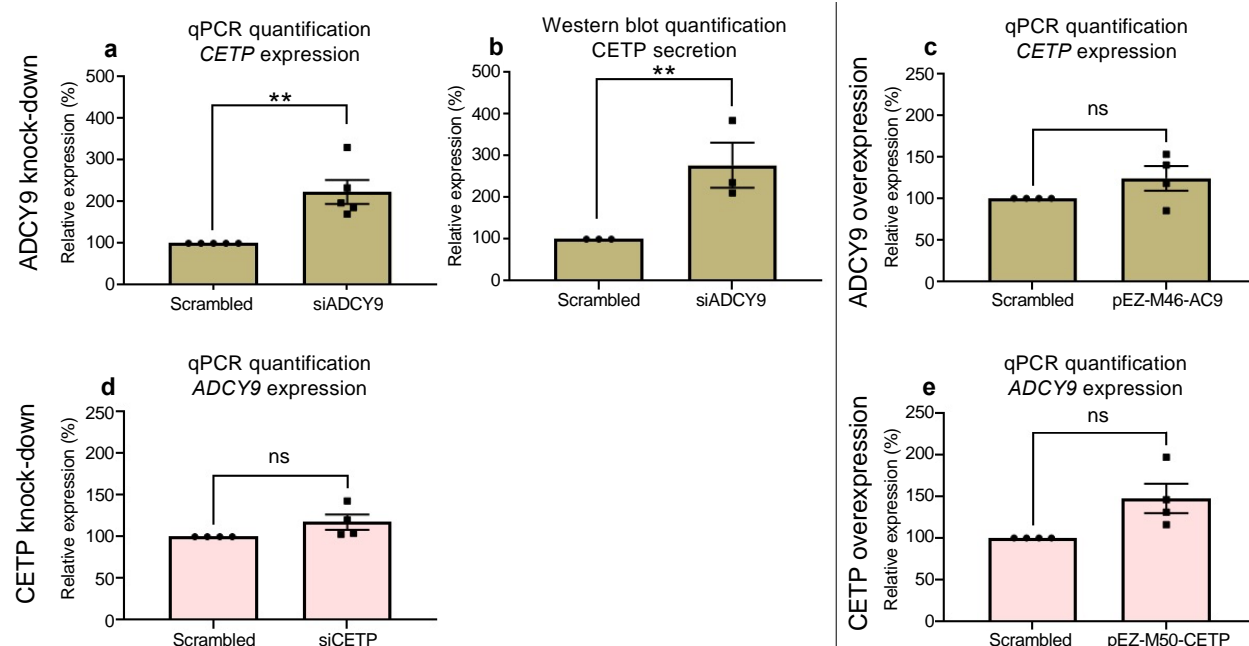 ADCY9 knock-down
a
qPCR quantification
CETP expression
Relative expression (%)
500
400
300
200
100
0
**
Scrambled
siADCY9
b
Western blot quantification
CETP secretion
Relative expression (%)
500
400
300
200
100
0
**
Scrambled
siADCY9
ADCY9 overexpression
c
qPCR quantification
CETP expression
Relative expression (%)
250
200
150
100
50
0
ns
Scrambled
pEZ-M46-AC9
CETP knock-down
d
qPCR quantification
ADCY9 expression
Relative expression (%)
250
200
150
100
50
0
ns
Scrambled
siCETP
CETP overexpression
e
qPCR quantification
ADCY9 expression
Relative expression (%)
250
200
150
100
50
0
ns
Scrambled
pEZ-M50-CETP